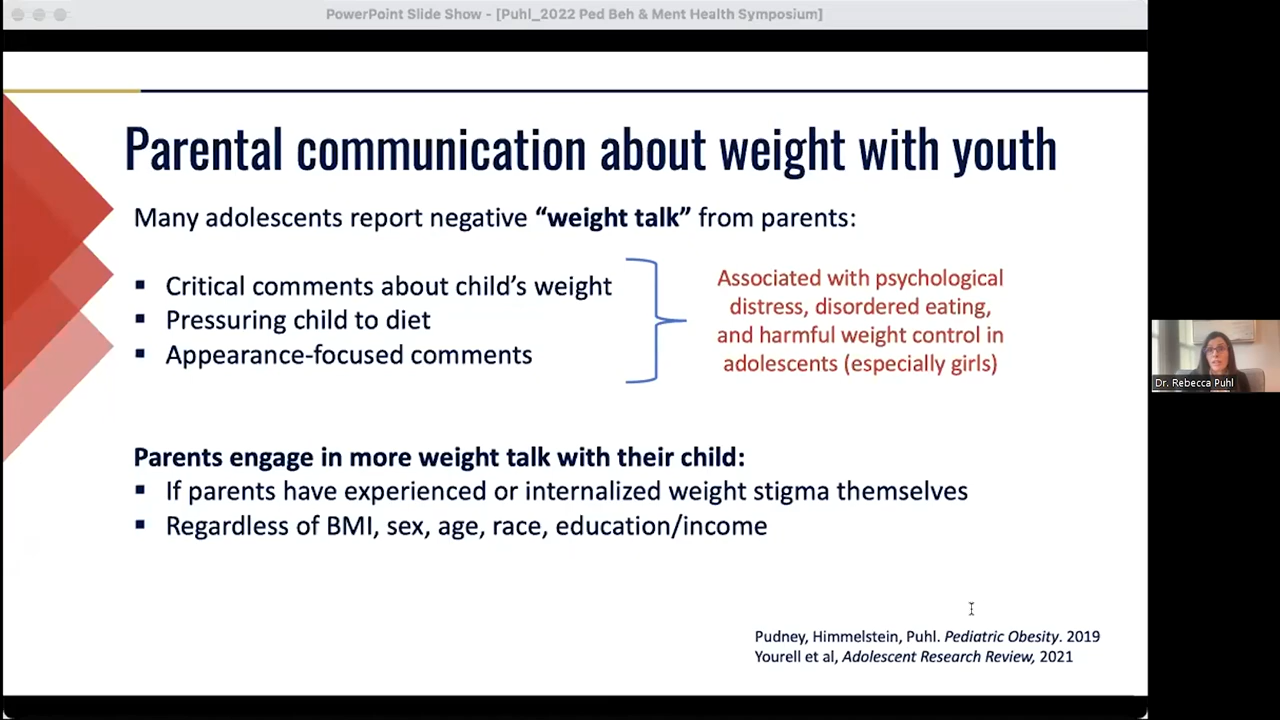 PowerPoint Slide Show - [Puhl_2022 Ped Beh & Ment Health Symposium]
Parental communication about weight with youth
Many adolescents report negative “weight talk” from parents:
▪ Critical comments about child’s weight
▪ Pressuring child to diet
▪ Appearance-focused comments
Associated with psychological
distress, disordered eating,
and harmful weight control in
adolescents (especially girls)
Parents engage in more weight talk with their child:
▪ If parents have experienced or internalized weight stigma themselves
▪ Regardless of BMI, sex, age, race, education/income
Pudney, Himmelstein, Puhl. Pediatric Obesity. 2019
Yourell et al, Adolescent Research Review, 2021
Dr. Rebecca Puhl